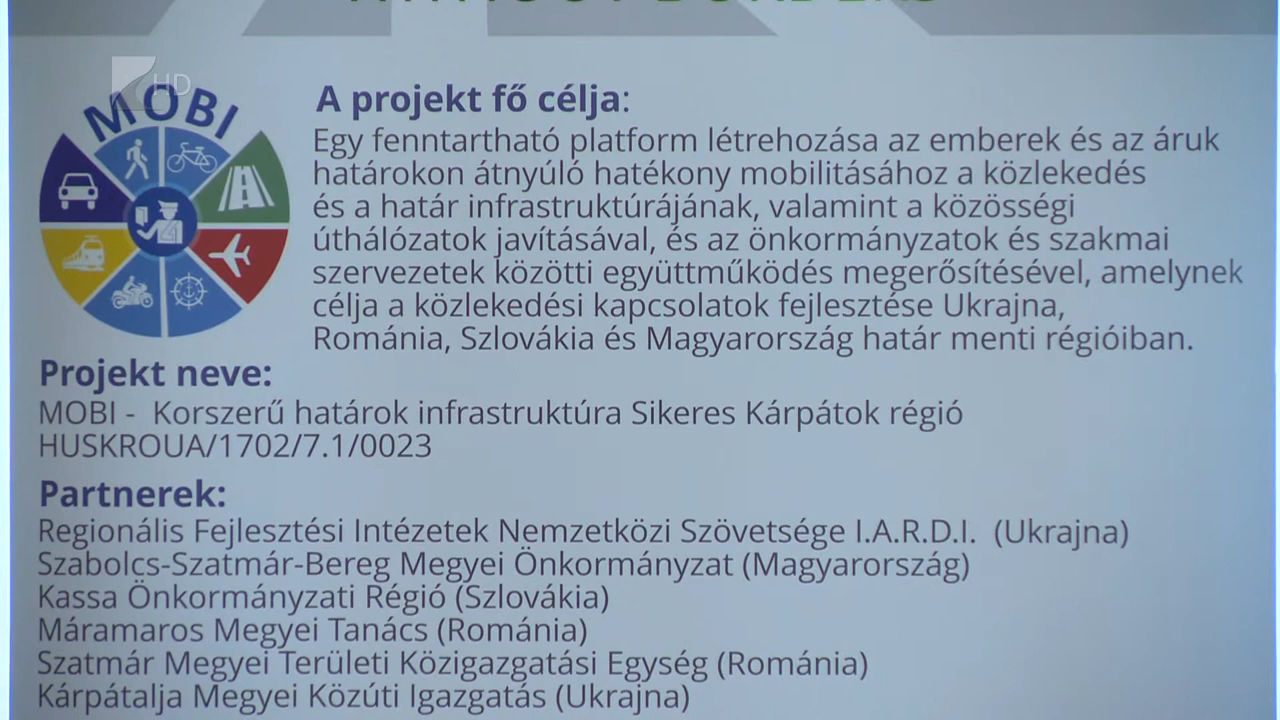 HD
MOBI
A projekt fő célja:
Egy fenntartható platform létrehozása az emberek és az áruk
határokon átnyúló hatékony mobilitásához a közlekedés
és a határ infrastruktúrájának, valamint a közösségi
úthálózatok javításával, és az önkormányzatok és szakmai
szervezetek közötti együttműködés megerősítésével, amelynek
célja a közlekedési kapcsolatok fejlesztése Ukrajna,
Románia, Szlovákia és Magyarország határ menti régióiban.
Projekt neve:
MOBI - Korszerű határok infrastruktúra Sikeres Kárpátok régió
HUSKROUA/1702/7.1/0023
Partnerek:
Regionális Fejlesztési Intézetek Nemzetközi Szövetsége I.A.R.D.I. (Ukrajna)
Szabolcs-Szatmár-Bereg Megyei Önkormányzat (Magyarország)
Kassa Önkormányzati Régió (Szlovákia)
Máramaros Megyei Tanács (Románia)
Szatmár Megyei Területi Közigazgatási Egység (Románia)
Kárpátalja Megyei Közúti Igazgatás (Ukrajna)